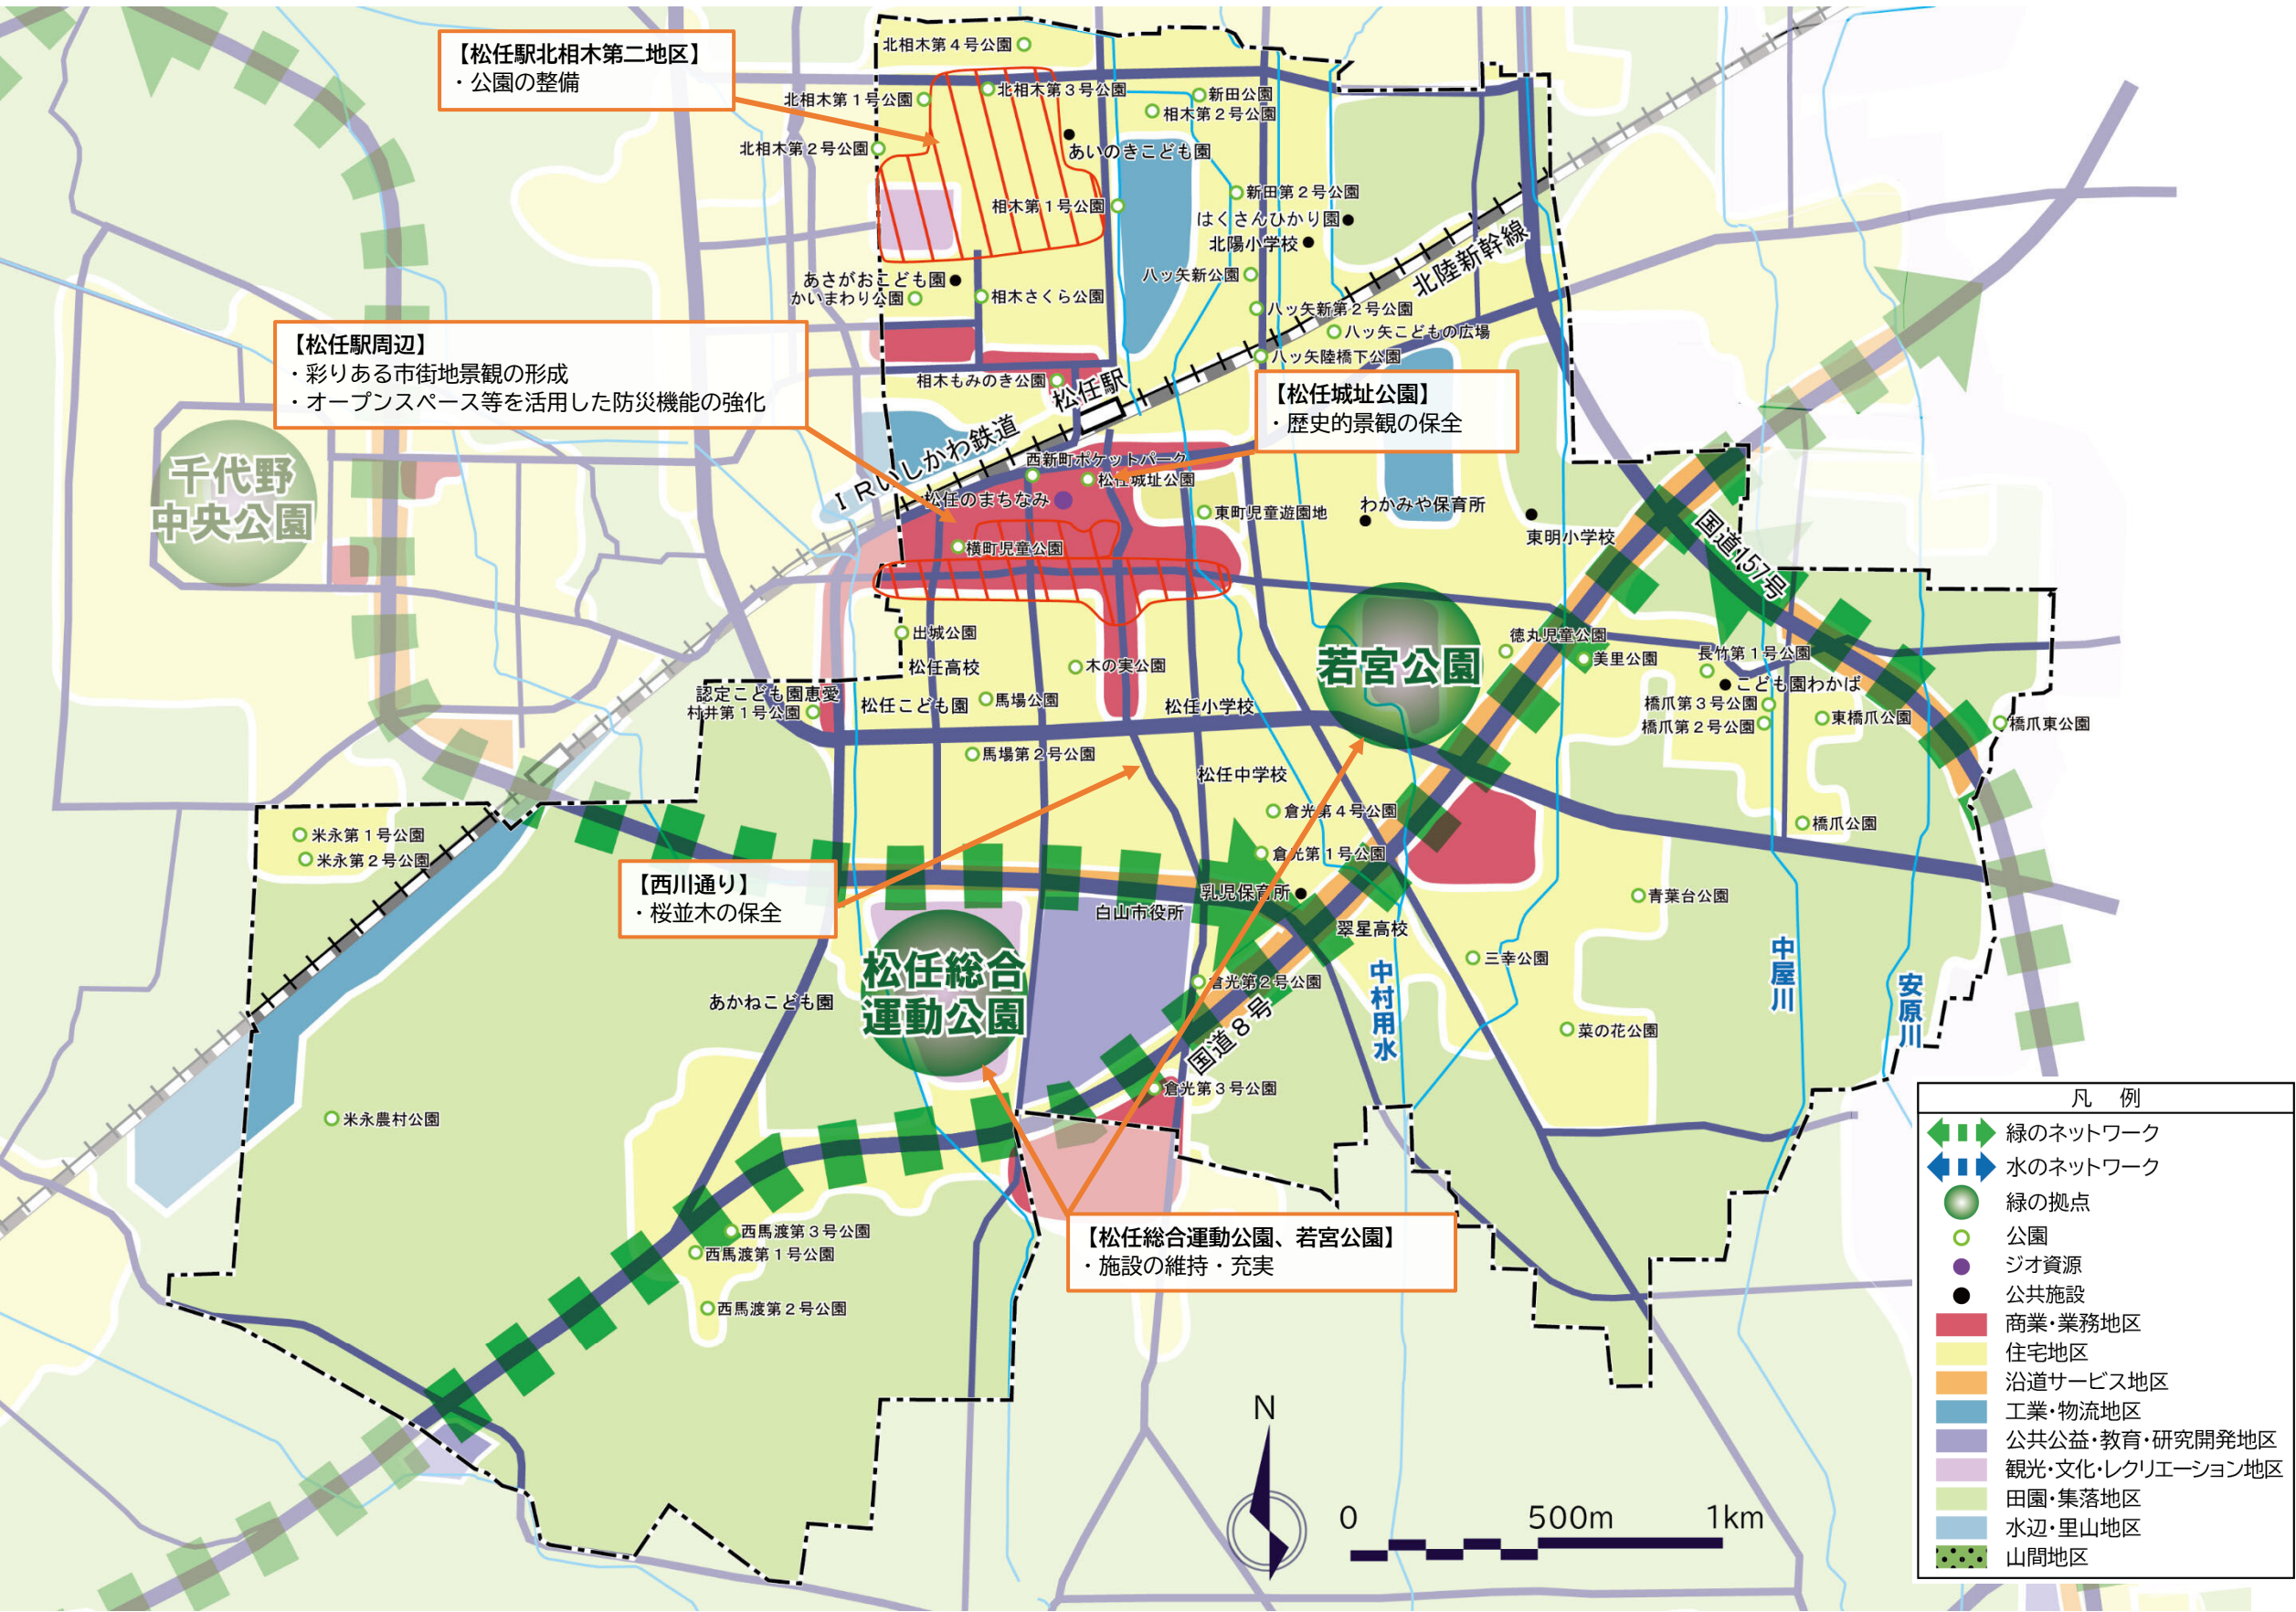 北相木第４号公園
【松任駅北相木第二地区】
・公園の整備
北相木第１号公園
北相木第３号公園
新田公園
相木第２号公園
北相木第２号公園
あいのきこども園
相木第１号公園
新田第２号公園
はくさんひかり園
北陽小学校
北陸新幹線
八ッ矢新公園
あさがおこども園
かいまわり公園
相木さくら公園
八ッ矢新第２号公園
八ッ矢こどもの広場
八ッ矢陸橋下公園
【松任駅周辺】
・彩りある市街地景観の形成
・オープンスペース等を活用した防災機能の強化
相木もみのき公園
松任駅
【松任城址公園】
・歴史的景観の保全
ＩＲいしかわ鉄道
西新町ポケットパーク
松任城址公園
松任のまちなみ
東町児童遊園地
わかみや保育所
東明小学校
国道157号
千代野
中央公園
横町児童公園
出城公園
松任高校
木の実公園
若宮公園
徳丸児童公園
美里公園
長竹第１号公園
こども園わかば
認定こども園恵愛
村井第１号公園
松任こども園
馬場公園
松任小学校
橋爪第３号公園
橋爪第２号公園
東橋爪公園
橋爪東公園
馬場第２号公園
松任中学校
倉光第４号公園
橋爪公園
米永第１号公園
米永第２号公園
倉光第１号公園
【西川通り】
・桜並木の保全
乳児保育所
白山市役所
翠星高校
青葉台公園
三幸公園
松任総合
運動公園
あかねこども園
倉光第２号公園
国道８号
中村用水
中屋川
安原川
菜の花公園
倉光第３号公園
米永農村公園
西馬渡第３号公園
西馬渡第１号公園
西馬渡第２号公園
【松任総合運動公園、若宮公園】
・施設の維持・充実
N
0 500m 1km
凡 例
緑のネットワーク
水のネットワーク
緑の拠点
公園
ジオ資源
公共施設
商業・業務地区
住宅地区
沿道サービス地区
工業・物流地区
公共公益・教育・研究開発地区
観光・文化・レクリエーション地区
田園・集落地区
水辺・里山地区
山間地区